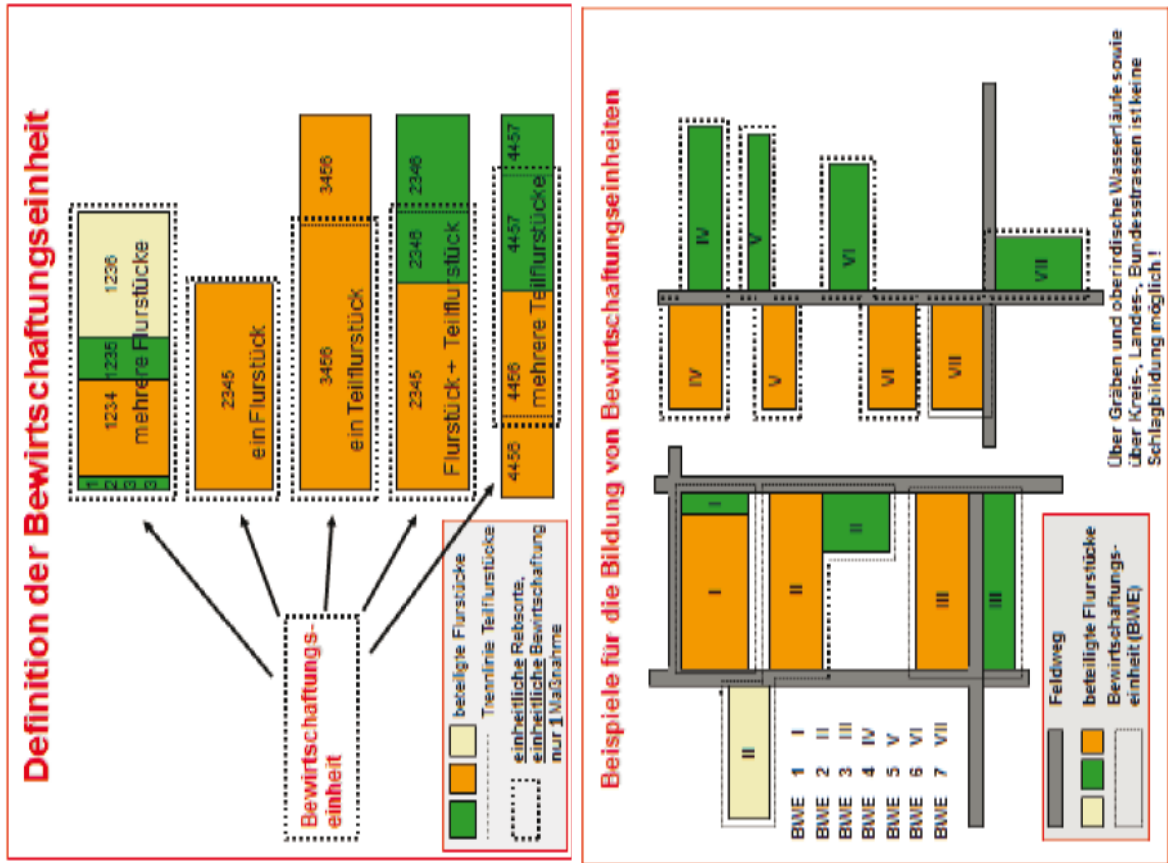 Definition der Bewirtschaftungseinheit
Bewirtschaftungs-
einheit
1
2
3
3
1234
1235
1236
mehrere Flurstücke
2345
ein Flurstück
3456
3456
ein Teilflurstück
2345
2346
2346
Flurstück + Teilflurstück
4456
4456
4457
4457
mehrere Teilflurstücke
beteiligte Flurstücke
Trennlinie Teilflurstücke
einheitliche Rebsorte,
einheitliche Bewirtschaftung
nur 1 Maßnahme
Beispiele für die Bildung von Bewirtschaftungseinheiten
II
I
I
II
II
III
III
IV
IV
V
V
VI
VI
VII
VII
BWE 1 I
BWE 2 II
BWE 3 III
BWE 4 IV
BWE 5 V
BWE 6 VI
BWE 7 VII
Feldweg
beteiligte Flurstücke
Bewirtschaftungs-
einheit (BWE)
Über Gräben und oberirdische Wasserläufe sowie
über Kreis-, Landes-, Bundesstrassen ist keine
Schlagbildung möglich !